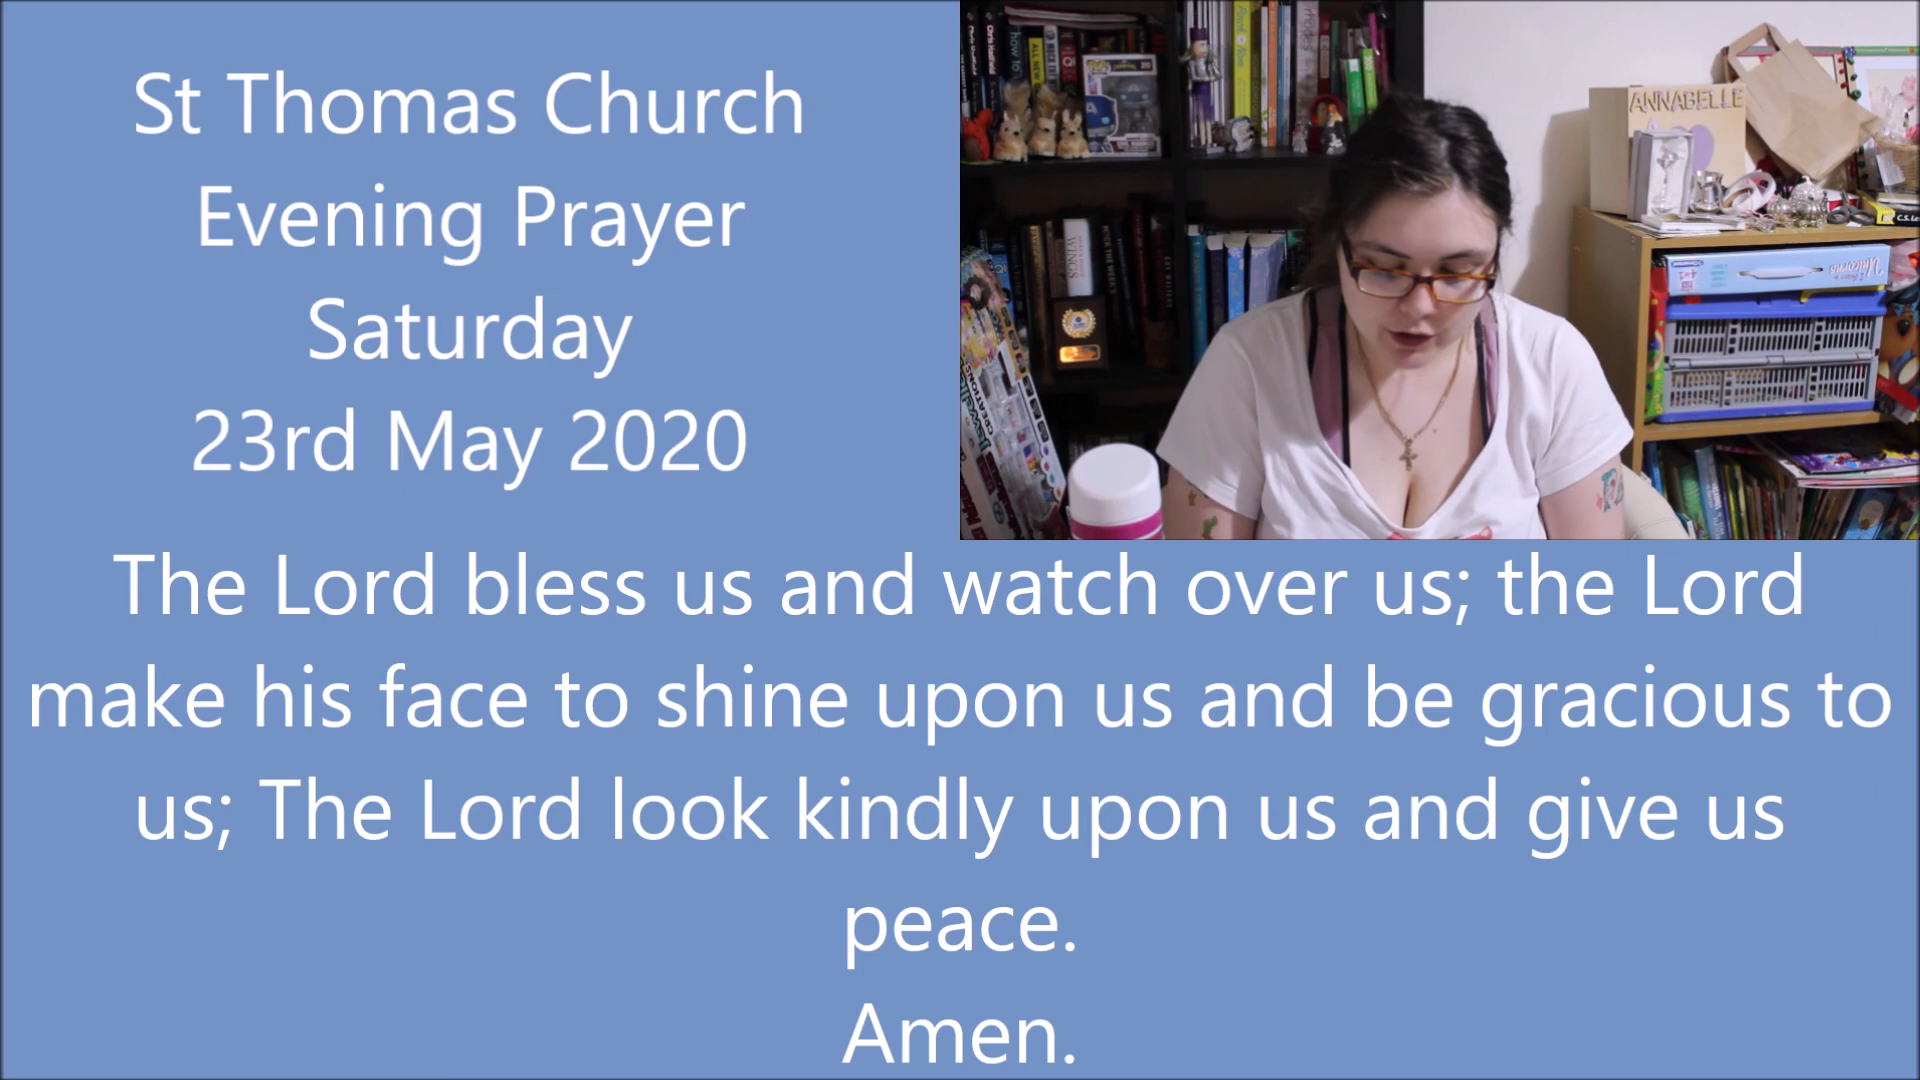 St Thomas Church
Evening Prayer
Saturday
23rd May 2020
ANNABELLE
The Lord bless us and watch over us; the Lord
make his face to shine upon us and be gracious to
us; The Lord look kindly upon us and give us
peace.
Amen.